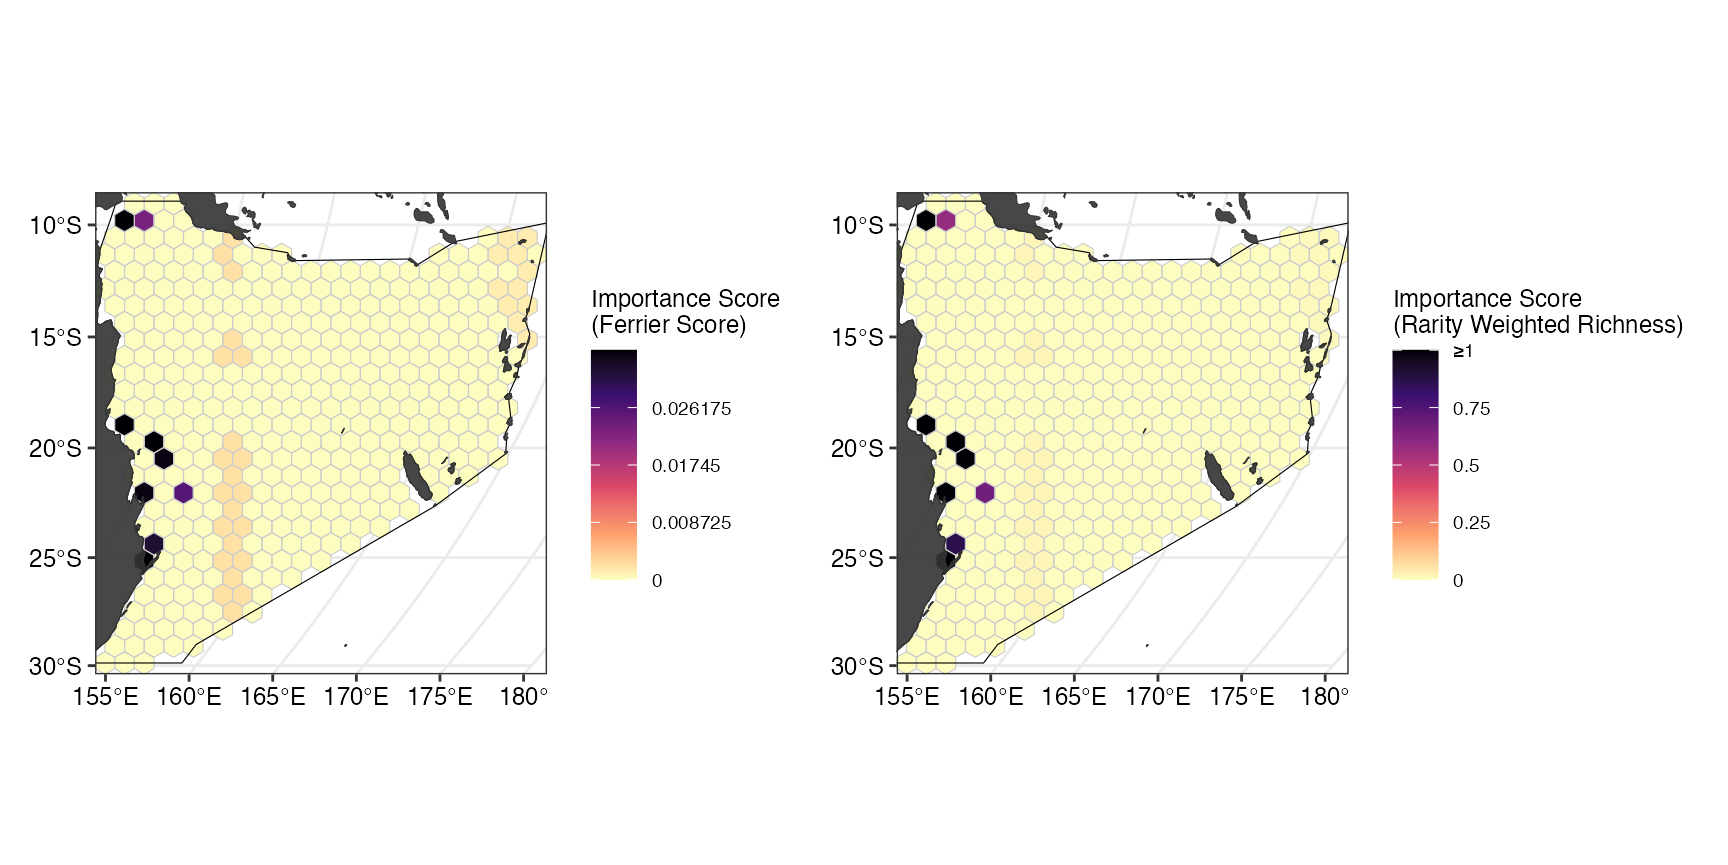 10°S
15°S
20°S
25°S
30°S
155°E 160°E 165°E 170°E 175°E 180°
Importance Score
(Ferrier Score)
0.026175
0.01745
0.008725
0
10°S
15°S
20°S
25°S
30°S
155°E 160°E 165°E 170°E 175°E 180°
Importance Score
(Rarity Weighted Richness)
≥1
0.75
0.5
0.25
0